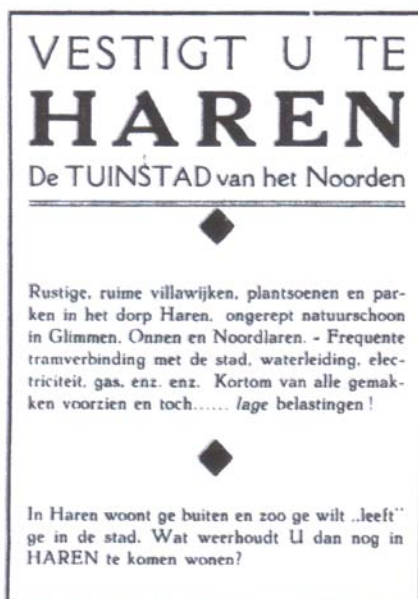 VESTIGT U TE
HAREN
De TUINSTAD van het Noorden
Rustige, ruime villawijken, plantsoenen en par-
ken in het dorp Haren, ongerept natuurschoon
in Glimmen, Onnen en Noordlaren. - Frequente
tramverbinding met de stad, waterleiding, elec-
triciteit, gas, enz. enz. Kortom van alle gemak-
ken voorzien en toch...... lage belastingen !
In Haren woont ge buiten en zoo ge wilt „leeft"
ge in de stad. Wat weerhoudt U dan nog in
HAREN te komen wonen?